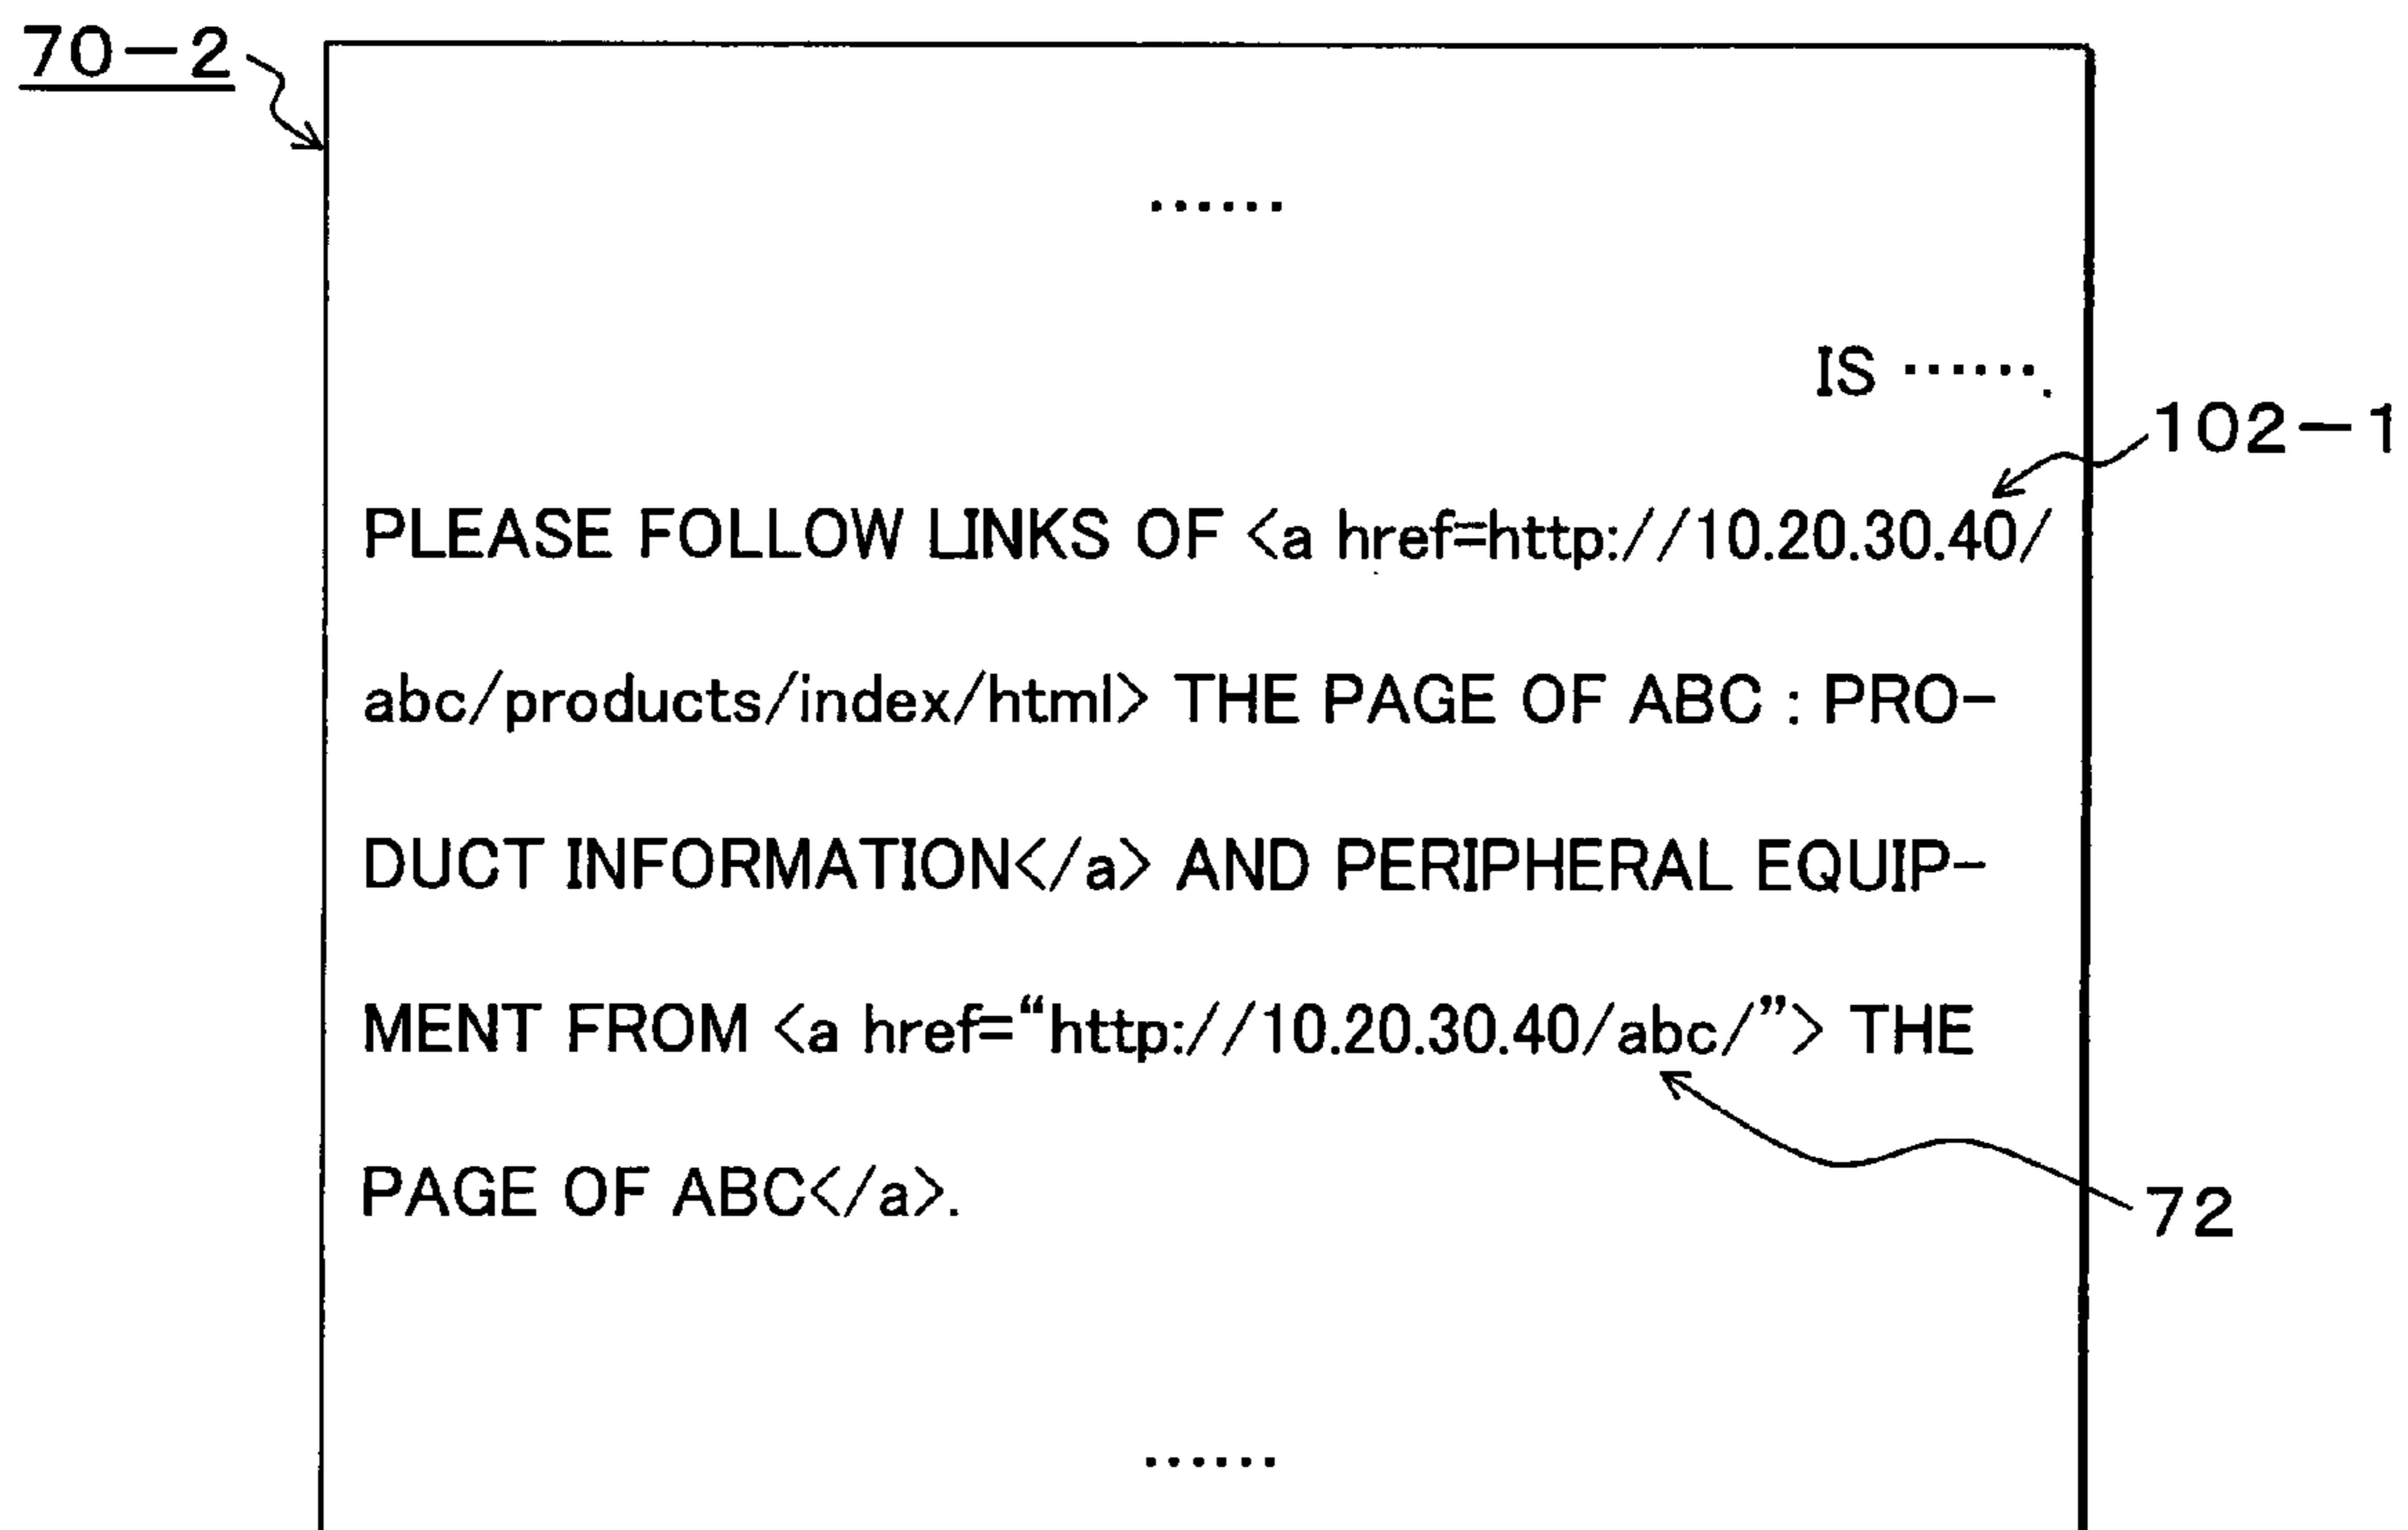 70-2
······
IS ······.
102-1
PLEASE FOLLOW LINKS OF <a href=http://10.20.30.40/
abc/products/index/html> THE PAGE OF ABC : PRO-
DUCT INFORMATION</a> AND PERIPHERAL EQUIP-
MENT FROM <a href=“http://10.20.30.40/abc/”> THE
PAGE OF ABC</a>.
72
······